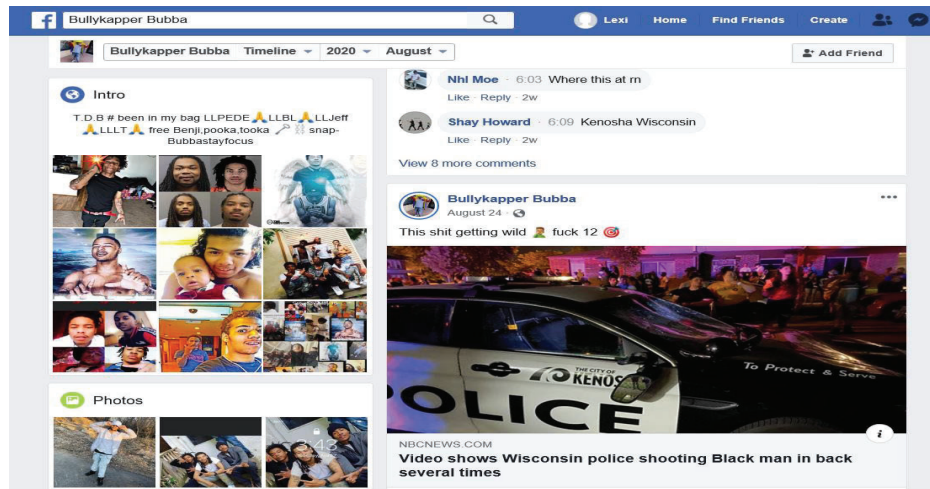 Bullykapper Bubba
Lexi Home Find Friends Create
Bullykapper Bubba Timeline 2020 August
Add Friend
Intro
T.D.B # been in my bag LLPEDE🙏LLBL🙏LLJeff
🙏LLLT🙏 free Benji,pooka,tooka 🗝️⛓️ snap-
Bubbastayfocus
Photos
Nhl Moe · 6:03 Where this at rn
Like · Reply · 2w
Shay Howard · 6:09 Kenosha Wisconsin
Like · Reply · 2w
View 8 more comments
Bullykapper Bubba
August 24 ·
This shit getting wild 🤦🏽‍♂️ fuck 12 🎯
THE CITY OF
KENOS
POLICE
To Protect & Serve
NBCNEWS.COM
Video shows Wisconsin police shooting Black man in back
several times